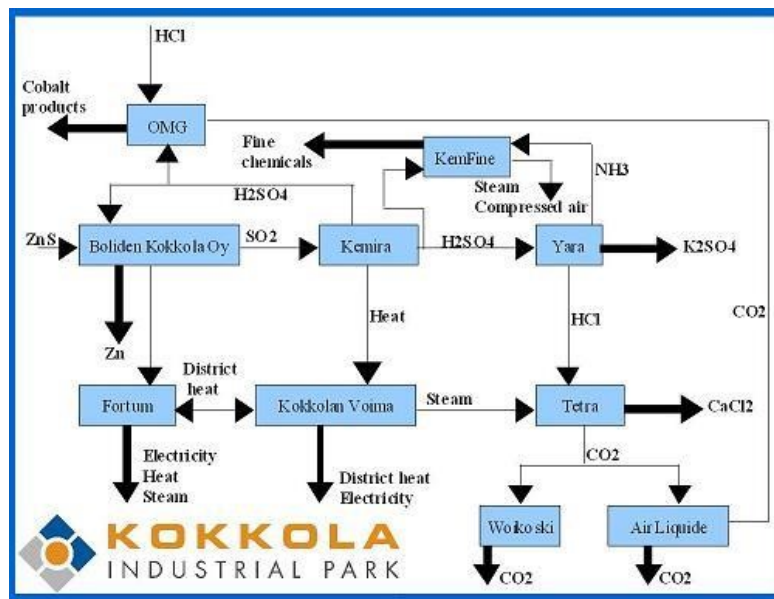 HCl
Cobalt
products
OMG
Fine
chemicals
KemFine
NH3
Steam
Compressed air
H2SO4
ZnS
Boliden Kokkola Oy
SO2
Kemira
H2SO4
Yara
K2SO4
CO2
Heat
HCl
Zn
District
heat
Fortum
Kokkolan Voima
Steam
Tetra
CaCl2
Electricity
Heat
Steam
District heat
Electricity
CO2
Woikoski
Air Liquide
CO2
CO2
KOKKOLA
INDUSTRIAL PARK